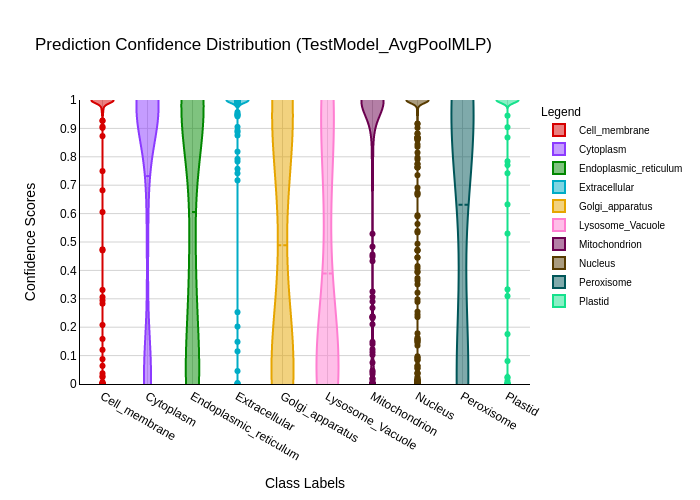 Prediction Confidence Distribution (TestModel_AvgPoolMLP)
Legend
Cell_membrane
Cytoplasm
Endoplasmic_reticulum
Extracellular
Golgi_apparatus
Lysosome_Vacuole
Mitochondrion
Nucleus
Peroxisome
Plastid
Confidence Scores
1
0.9
0.8
0.7
0.6
0.5
0.4
0.3
0.2
0.1
0
Cell_membrane
Cytoplasm
Endoplasmic_reticulum
Extracellular
Golgi_apparatus
Lysosome_Vacuole
Mitochondrion
Nucleus
Peroxisome
Plastid
Class Labels